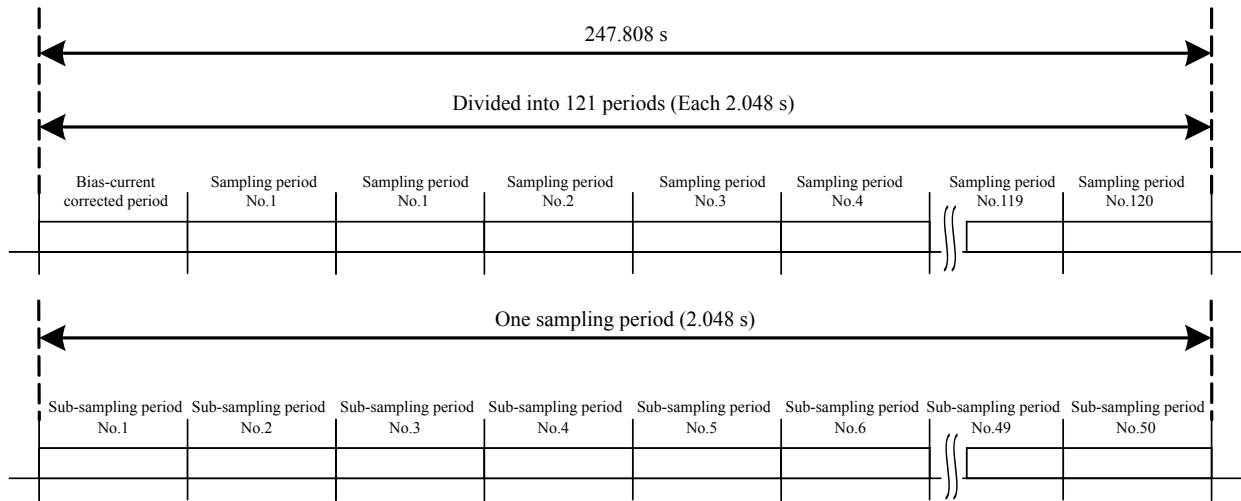 247.808 s
Divided into 121 periods (Each 2.048 s)
Bias-current corrected period
Sampling period No.1
Sampling period No.1
Sampling period No.2
Sampling period No.3
Sampling period No.4
Sampling period No.119
Sampling period No.120
One sampling period (2.048 s)
Sub-sampling period No.1
Sub-sampling period No.2
Sub-sampling period No.3
Sub-sampling period No.4
Sub-sampling period No.5
Sub-sampling period No.6
Sub-sampling period No.49
Sub-sampling period No.50